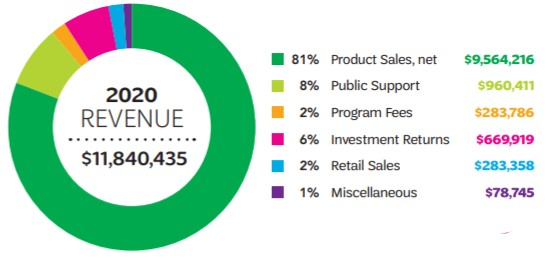 2020
REVENUE
$11,840,435
81% Product Sales, net $9,564,216
8% Public Support $960,411
2% Program Fees $283,786
6% Investment Returns $669,919
2% Retail Sales $283,358
1% Miscellaneous $78,745